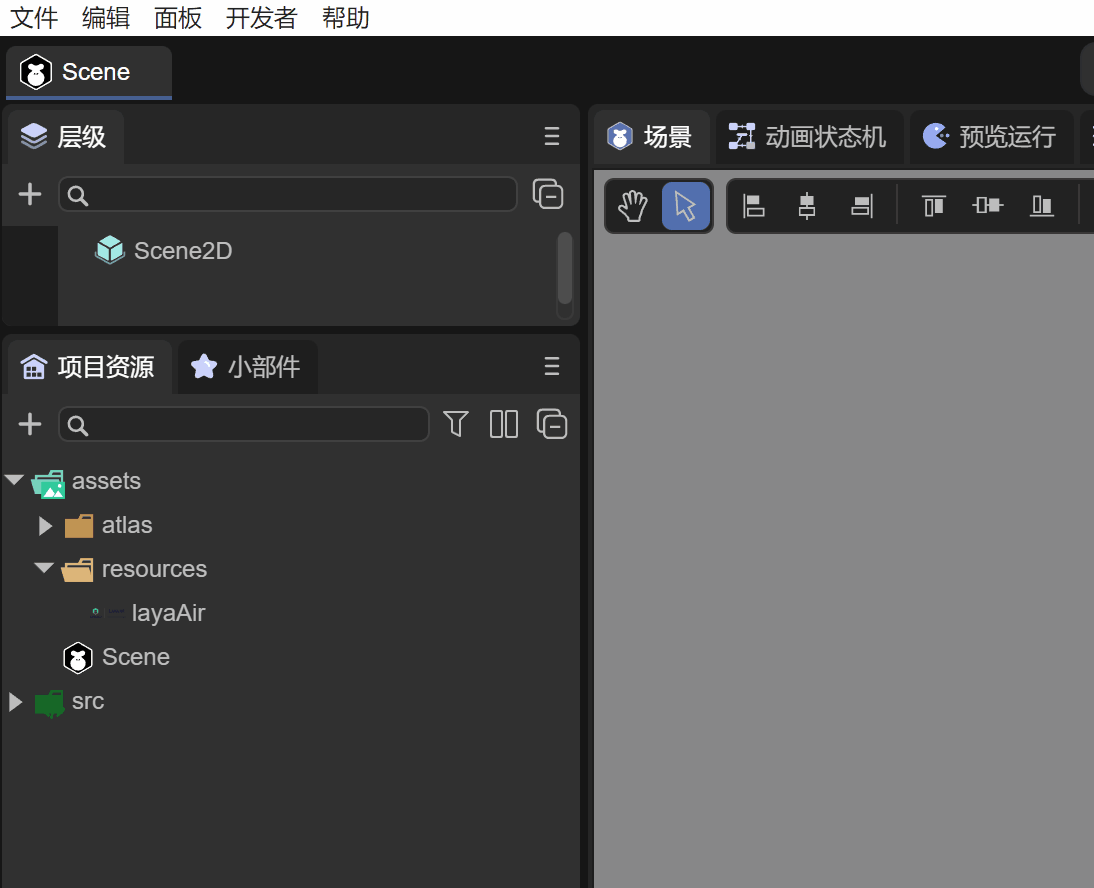 文件 编辑 面板 开发者 帮助
Scene
层级
场景 动画状态机 预览运行
Scene2D
项目资源 小部件
assets
atlas
resources
layaAir
Scene
src